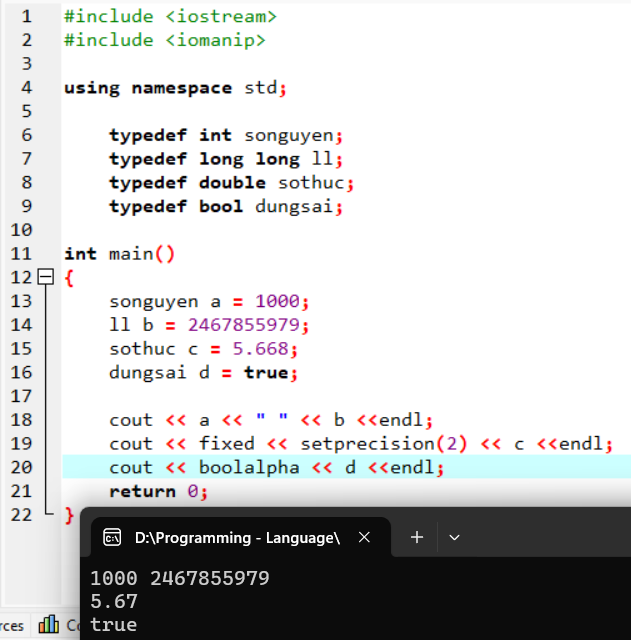 1 #include <iostream>
2 #include <iomanip>
3
4 using namespace std;
5
6 typedef int songuyen;
7 typedef long long ll;
8 typedef double sothuc;
9 typedef bool dungsai;
10
11 int main()
12 {
13 songuyen a = 1000;
14 ll b = 2467855979;
15 sothuc c = 5.668;
16 dungsai d = true;
17
18 cout << a << " " << b <<endl;
19 cout << fixed << setprecision(2) << c <<endl;
20 cout << boolalpha << d <<endl;
21 return 0;
22 }
D:\Programming - Language\
1000 2467855979
5.67
true